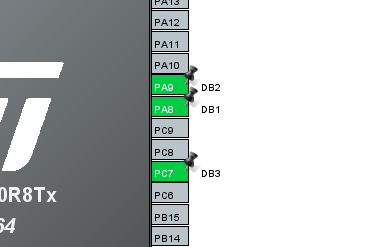 PA13
PA12
PA11
PA10
PA9 DB2
PA8 DB1
PC9
PC8
PC7 DB3
PC6
PB15
PB14
0R8Tx
64